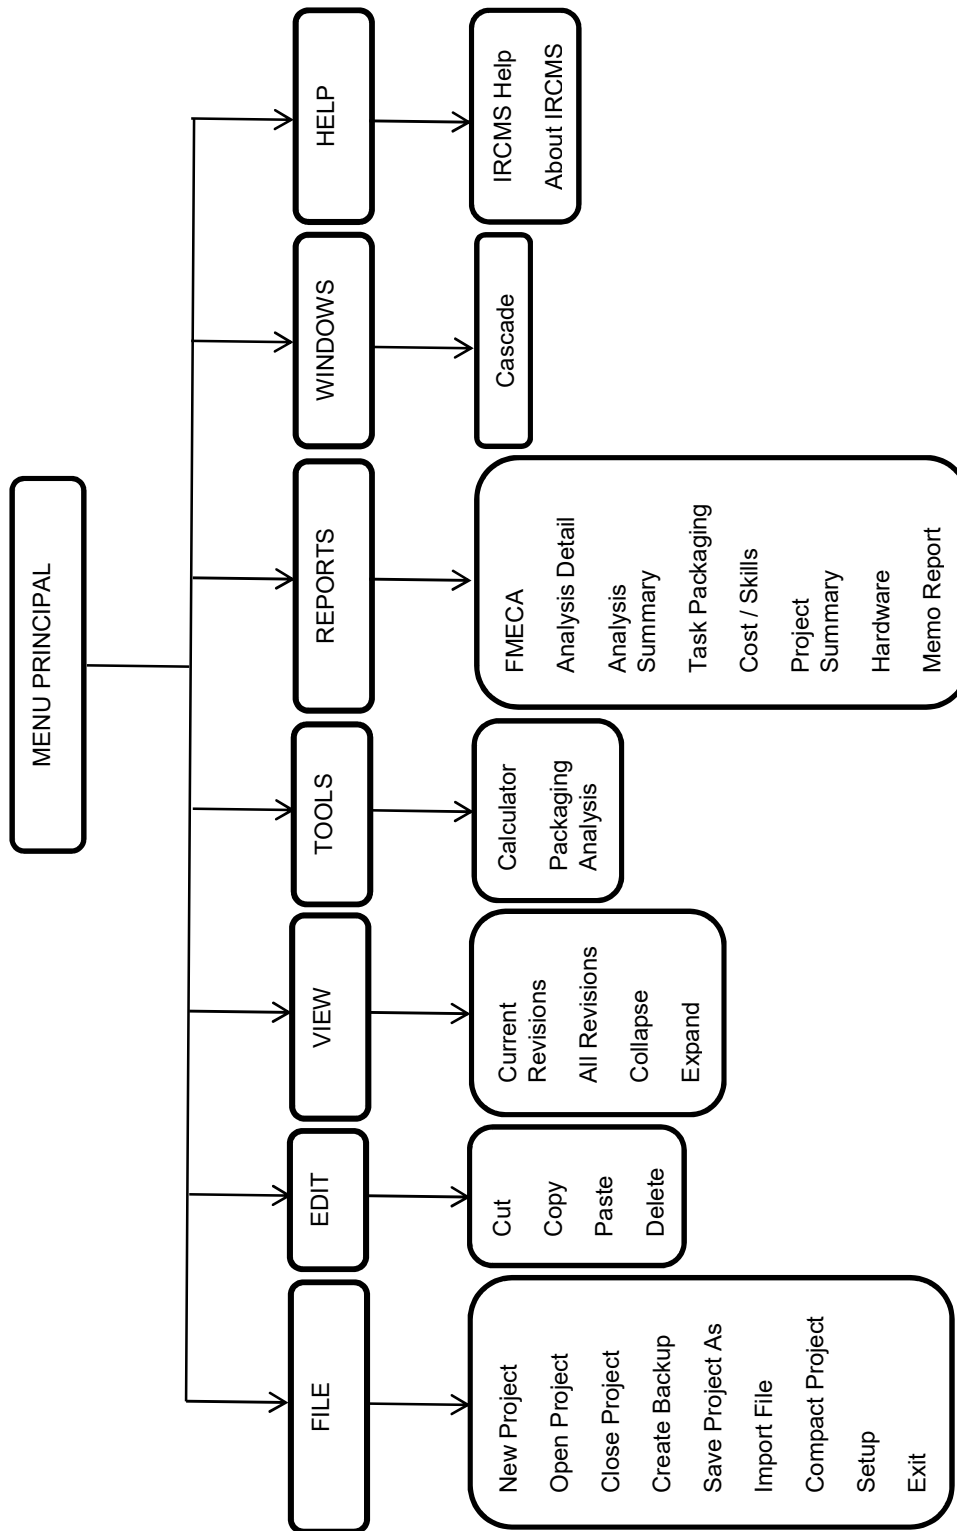 MENU PRINCIPAL
FILE
EDIT
VIEW
TOOLS
REPORTS
WINDOWS
HELP
New Project
Open Project
Close Project
Create Backup
Save Project As
Import File
Compact Project
Setup
Exit
Cut
Copy
Paste
Delete
Current
Revisions
All Revisions
Collapse
Expand
Calculator
Packaging
Analysis
FMECA
Analysis Detail
Analysis
Summary
Task Packaging
Cost / Skills
Project
Summary
Hardware
Memo Report
Cascade
IRCMS Help
About IRCMS